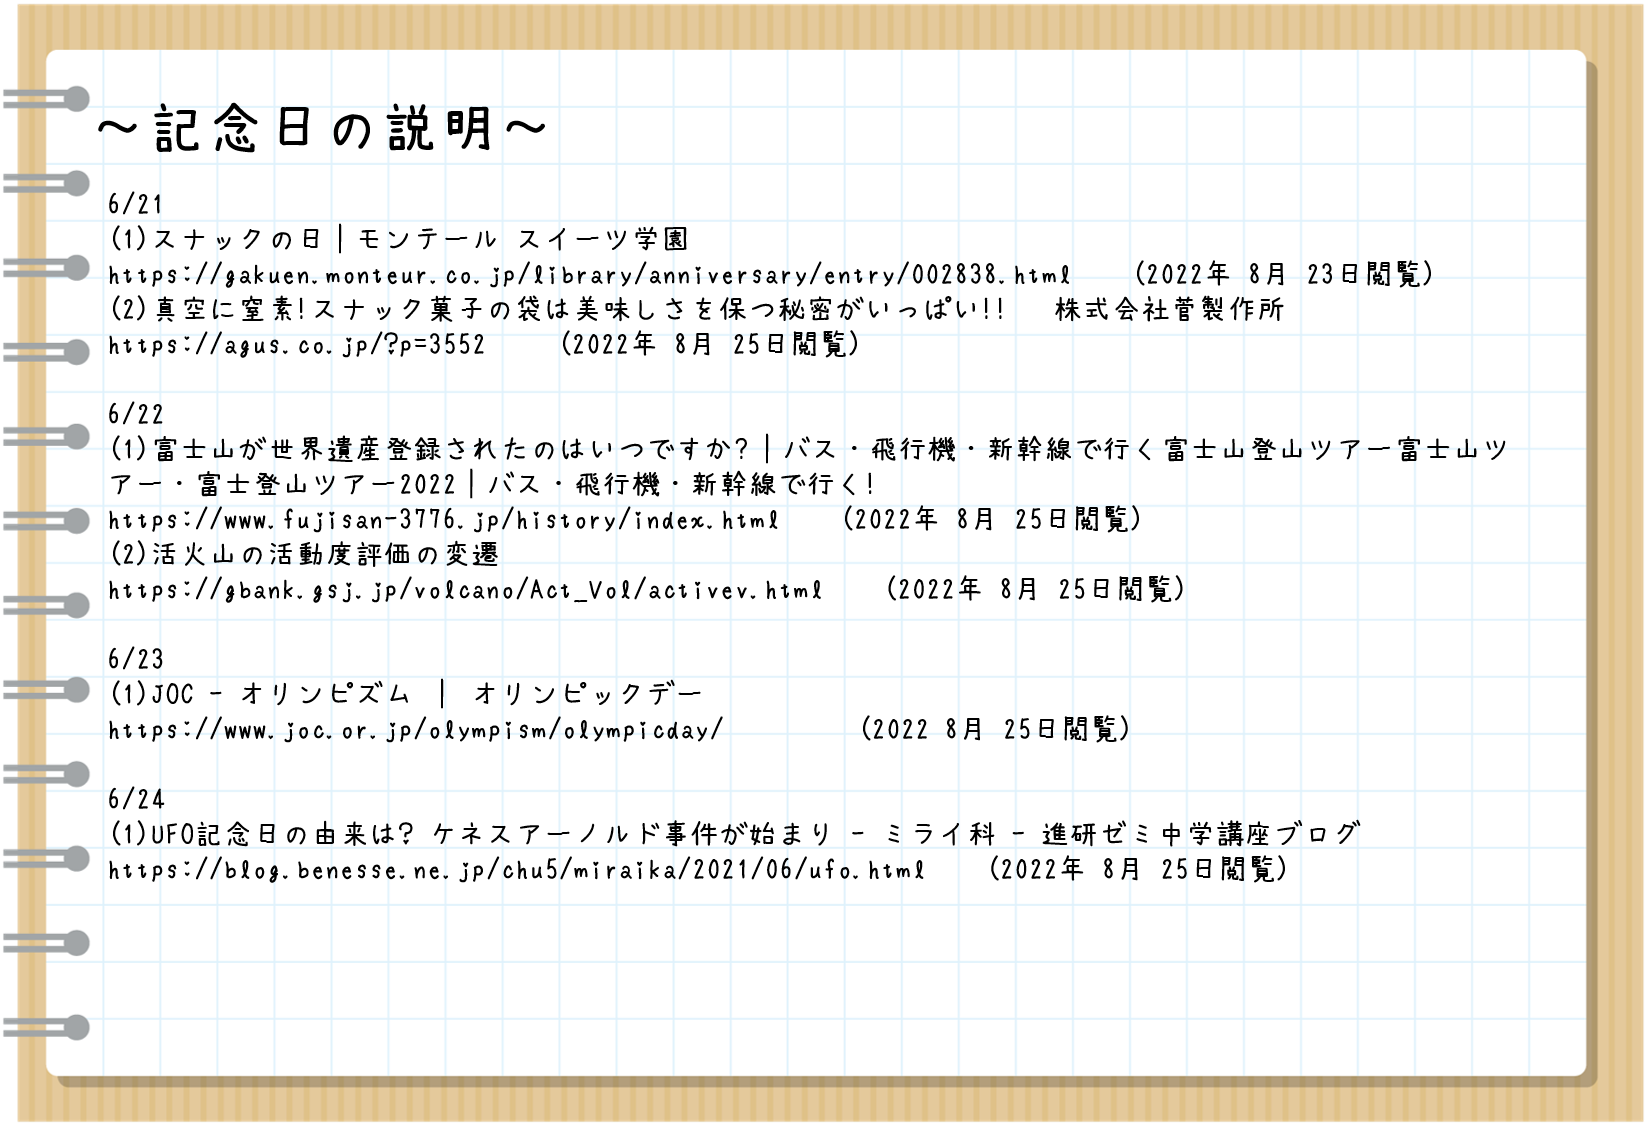 ～記念日の説明～
6/21
(1)スナックの日|モンテール スイーツ学園
https://gakuen.monteur.co.jp/library/anniversary/entry/002838.html (2022年 8月 23日閲覧)
(2)真空に窒素!スナック菓子の袋は美味しさを保つ秘密がいっぱい!! 株式会社菅製作所
https://agus.co.jp/?p=3552 (2022年 8月 25日閲覧)
6/22
(1)富士山が世界遺産登録されたのはいつですか?|バス・飛行機・新幹線で行く富士山登山ツアー富士山ツ
アー・富士登山ツアー2022|バス・飛行機・新幹線で行く!
https://www.fujisan-3776.jp/history/index.html (2022年 8月 25日閲覧)
(2)活火山の活動度評価の変遷
https://gbank.gsj.jp/volcano/Act_Vol/activev.html (2022年 8月 25日閲覧)
6/23
(1)JOC - オリンピズム | オリンピックデー
https://www.joc.or.jp/olympism/olympicday/ (2022 8月 25日閲覧)
6/24
(1)UFO記念日の由来は? ケネスアーノルド事件が始まり - ミライ科 - 進研ゼミ中学講座ブログ
https://blog.benesse.ne.jp/chu5/miraika/2021/06/ufo.html (2022年 8月 25日閲覧)